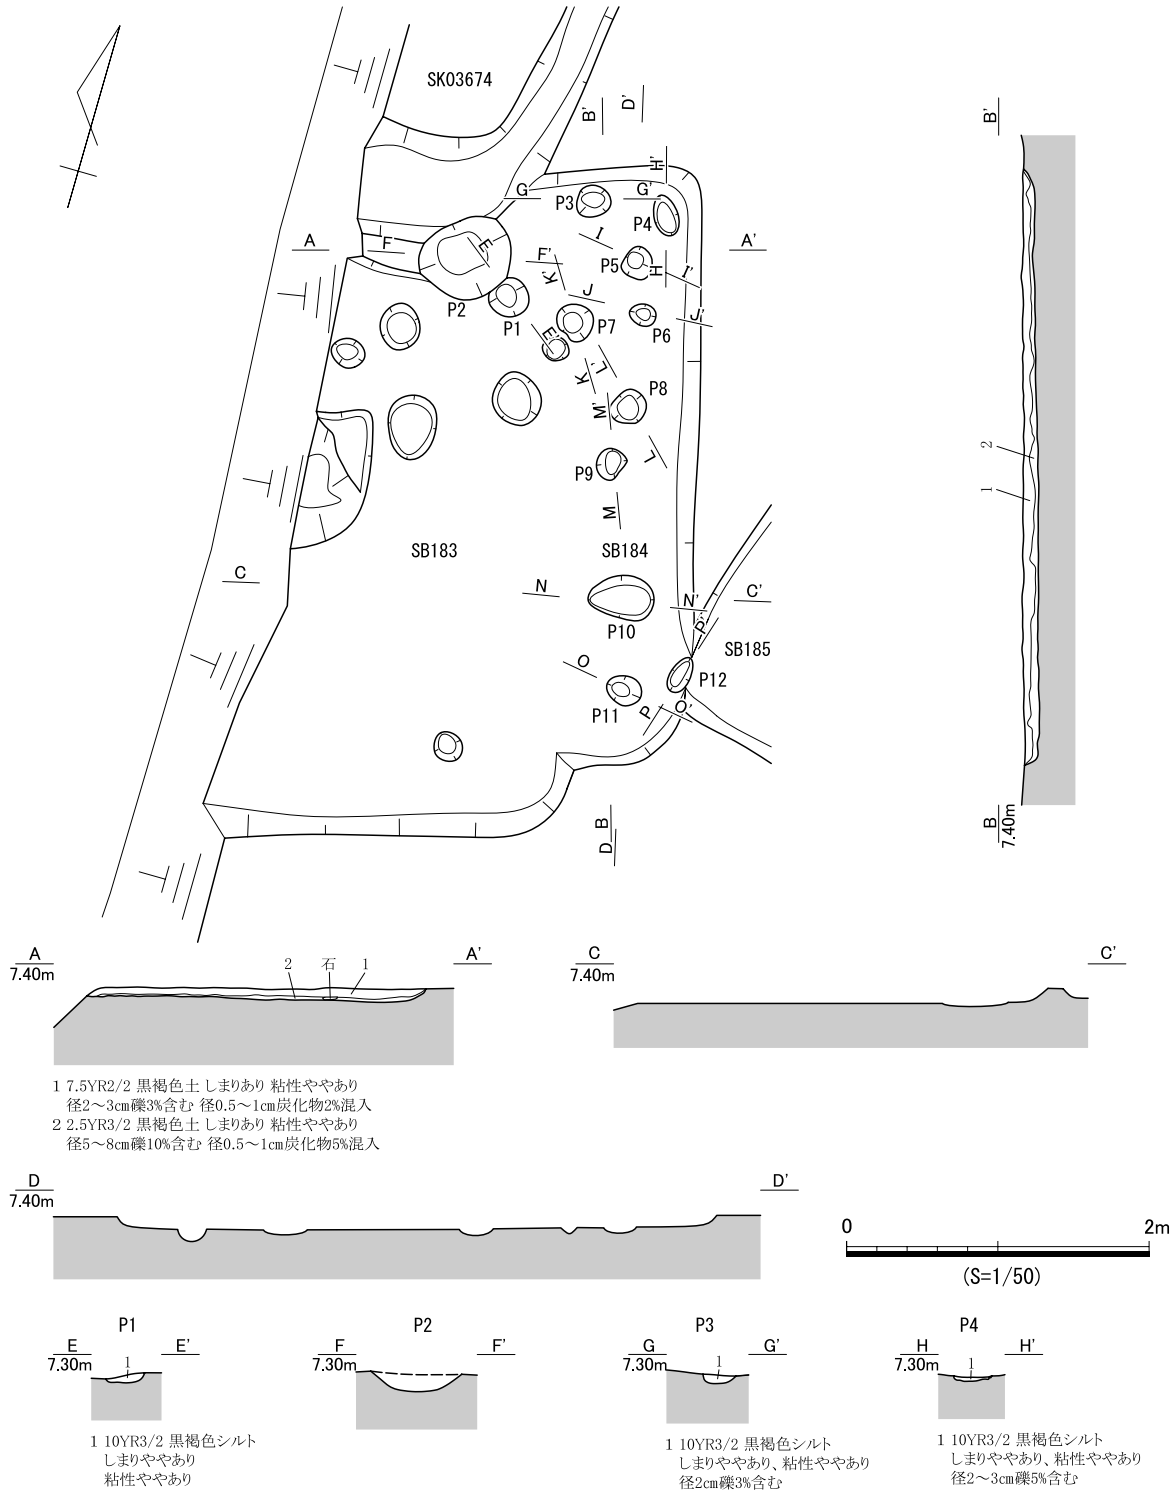 SK03674
B'
D'
H'
G
G'
P3
P4
A
F
E
I
A'
F'
P5
H
I'
K'
J
P2
P1
P7
P6
J'
E'
K
L'
P8
M'
L
P9
M
SB183
SB184
C
N
N'
C'
P10
P'
SB185
O
P12
P11
P
O'
B
D
B'
2
1
B
7.40m
A
7.40m
2
石
1
A'
1 7.5YR2/2 黒褐色土 しまりあり 粘性ややあり
径2～3cm礫3%含む 径0.5～1cm炭化物2%混入
2 2.5YR3/2 黒褐色土 しまりあり 粘性ややあり
径5～8cm礫10%含む 径0.5～1cm炭化物5%混入
C
7.40m
C'
D
7.40m
D'
0
2m
(S=1/50)
P1
E
7.30m
1
E'
1 10YR3/2 黒褐色シルト
しまりややあり
粘性ややあり
P2
F
7.30m
F'
P3
G
7.30m
1
G'
1 10YR3/2 黒褐色シルト
しまりややあり、粘性ややあり
径2cm礫3%含む
P4
H
7.30m
1
H'
1 10YR3/2 黒褐色シルト
しまりややあり、粘性ややあり
径2～3cm礫5%含む